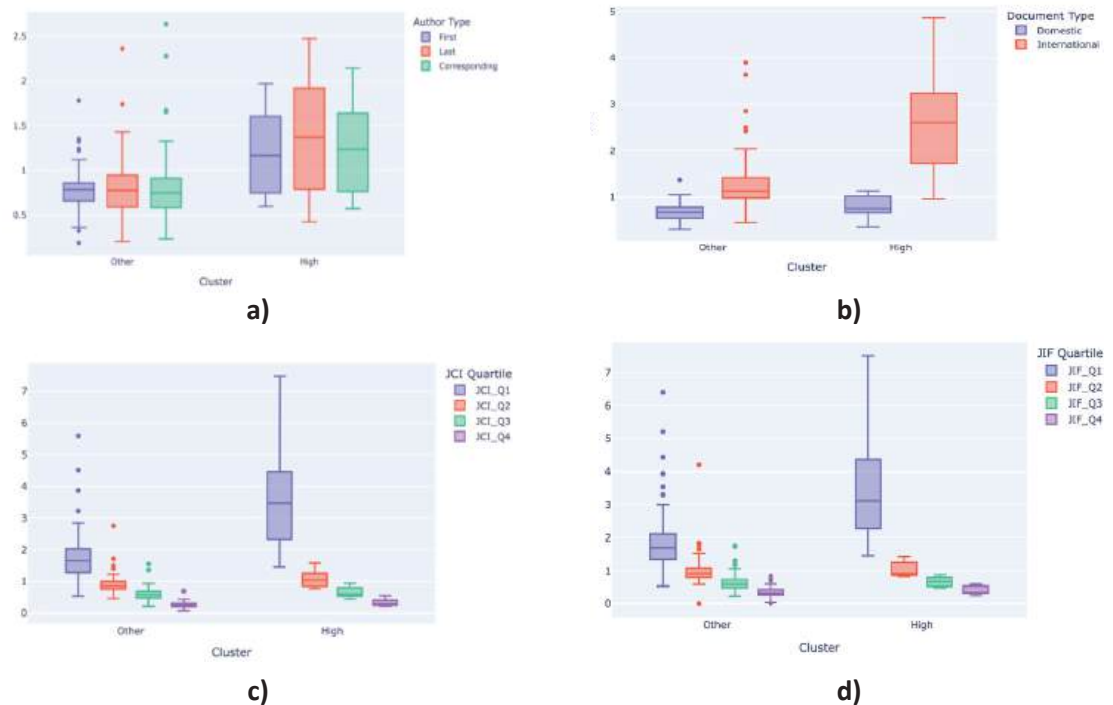 Author Type
First
Last
Corresponding
2.5
2
1.5
1
0.5
Other
High
Cluster
a)
Document Type
Domestic
International
5
4
3
2
1
Other
High
Cluster
b)
JCI Quartile
JCI_Q1
JCI_Q2
JCI_Q3
JCI_Q4
7
6
5
4
3
2
1
0
Other
High
Cluster
c)
JIF Quartile
JIF_Q1
JIF_Q2
JIF_Q3
JIF_Q4
7
6
5
4
3
2
1
0
Other
High
Cluster
d)